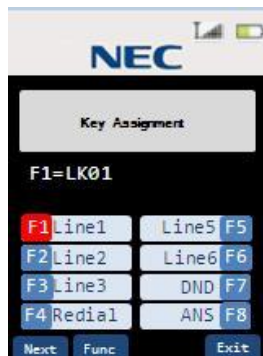 NEC
Key Assignment
F1=LK01
F1 Line1 Line5 F5
F2 Line2 Line6 F6
F3 Line3 DND F7
F4 Redial ANS F8
Next Func Exit